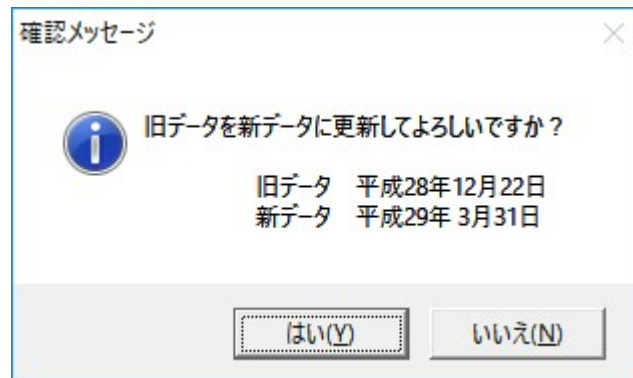 確認メッセージ
旧データを新データに更新してよろしいですか？
旧データ　平成28年12月22日
新データ　平成29年 3月31日
はい(Y)
いいえ(N)